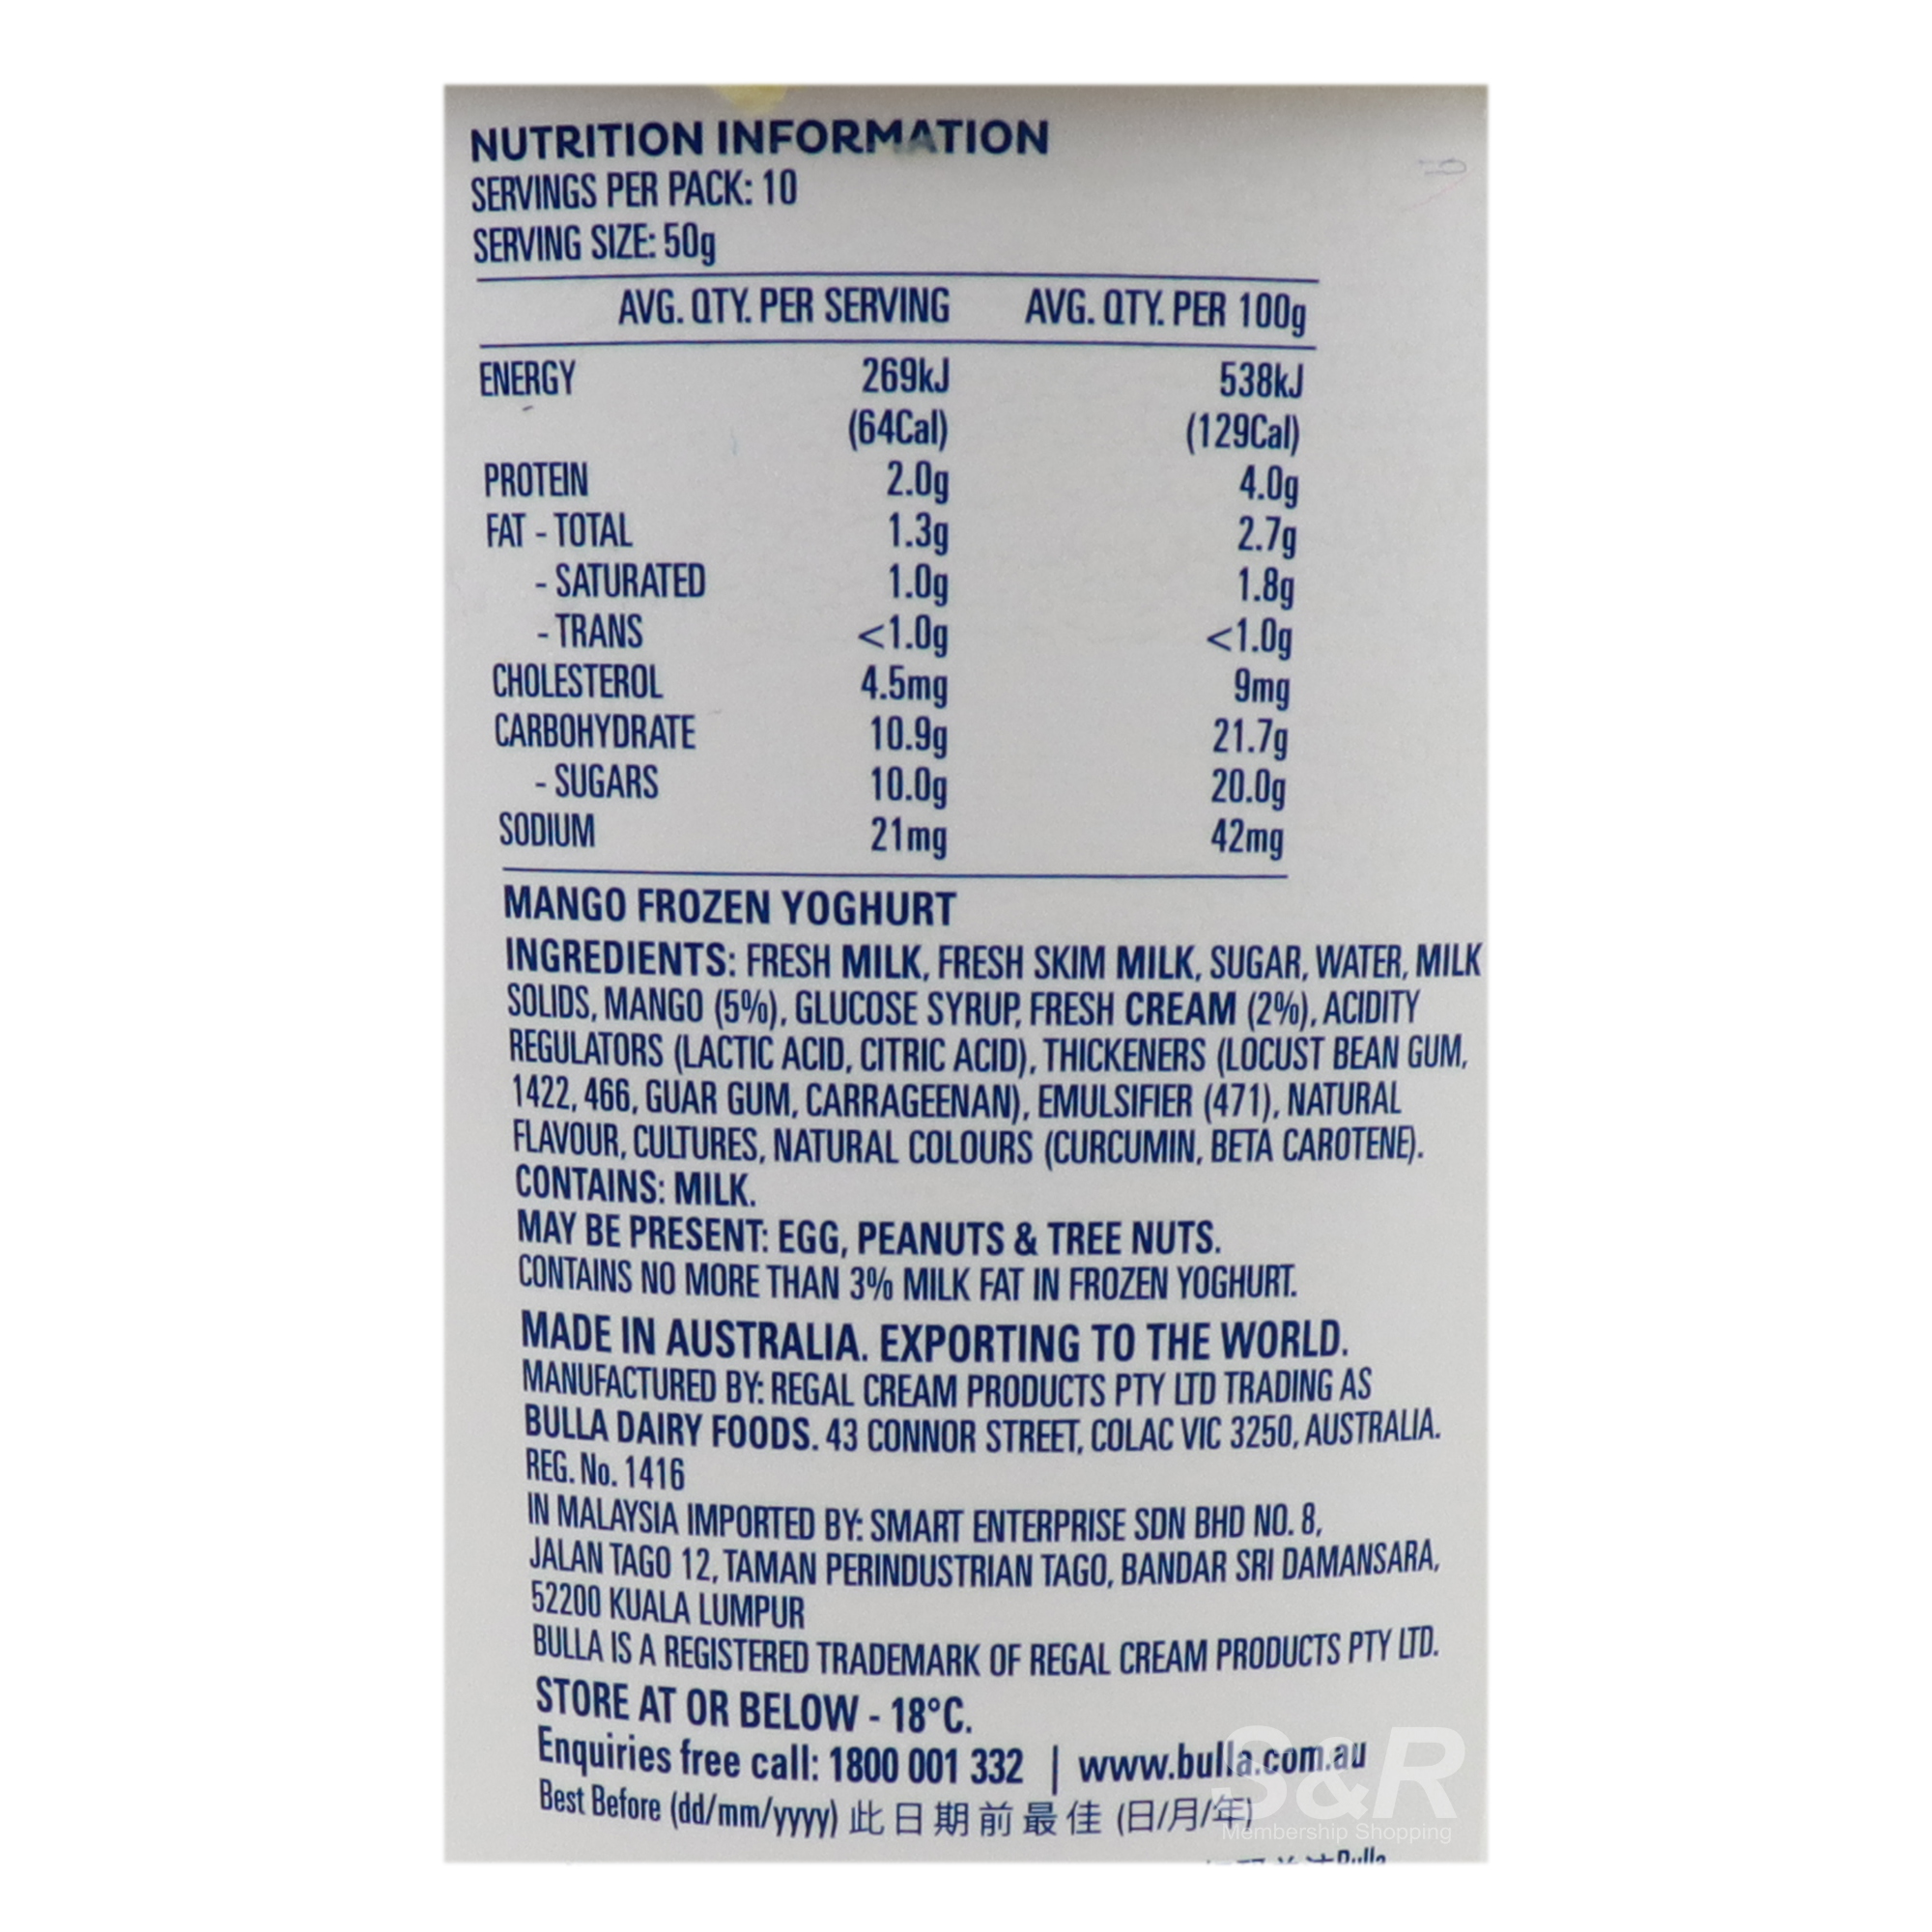 NUTRITION INFORMATION
SERVINGS PER PACK: 10
SERVING SIZE: 50g
AVG. QTY. PER SERVING AVG. QTY. PER 100g
ENERGY 269kJ 538kJ
(64Cal) (129Cal)
PROTEIN 2.0g 4.0g
FAT - TOTAL 1.3g 2.7g
- SATURATED 1.0g 1.8g
- TRANS <1.0g <1.0g
CHOLESTEROL 4.5mg 9mg
CARBOHYDRATE 10.9g 21.7g
- SUGARS 10.0g 20.0g
SODIUM 21mg 42mg
MANGO FROZEN YOGHURT
INGREDIENTS: FRESH MILK, FRESH SKIM MILK, SUGAR, WATER, MILK
SOLIDS, MANGO (5%), GLUCOSE SYRUP, FRESH CREAM (2%), ACIDITY
REGULATORS (LACTIC ACID, CITRIC ACID), THICKENERS (LOCUST BEAN GUM,
1422, 466, GUAR GUM, CARRAGEENAN), EMULSIFIER (471), NATURAL
FLAVOUR, CULTURES, NATURAL COLOURS (CURCUMIN, BETA CAROTENE).
CONTAINS: MILK.
MAY BE PRESENT: EGG, PEANUTS & TREE NUTS.
CONTAINS NO MORE THAN 3% MILK FAT IN FROZEN YOGHURT.
MADE IN AUSTRALIA. EXPORTING TO THE WORLD.
MANUFACTURED BY: REGAL CREAM PRODUCTS PTY LTD TRADING AS
BULLA DAIRY FOODS. 43 CONNOR STREET, COLAC VIC 3250, AUSTRALIA.
REG. No. 1416
IN MALAYSIA IMPORTED BY: SMART ENTERPRISE SDN BHD NO. 8,
JALAN TAGO 12, TAMAN PERINDUSTRIAN TAGO, BANDAR SRI DAMANSARA,
52200 KUALA LUMPUR
BULLA IS A REGISTERED TRADEMARK OF REGAL CREAM PRODUCTS PTY LTD.
STORE AT OR BELOW - 18°C.
Enquiries free call: 1800 001 332 | www.bulla.com.au
Best Before (dd/mm/yyyy) 此日期前最佳 (日/月/年)
S&R
Membership Shopping
Bulla